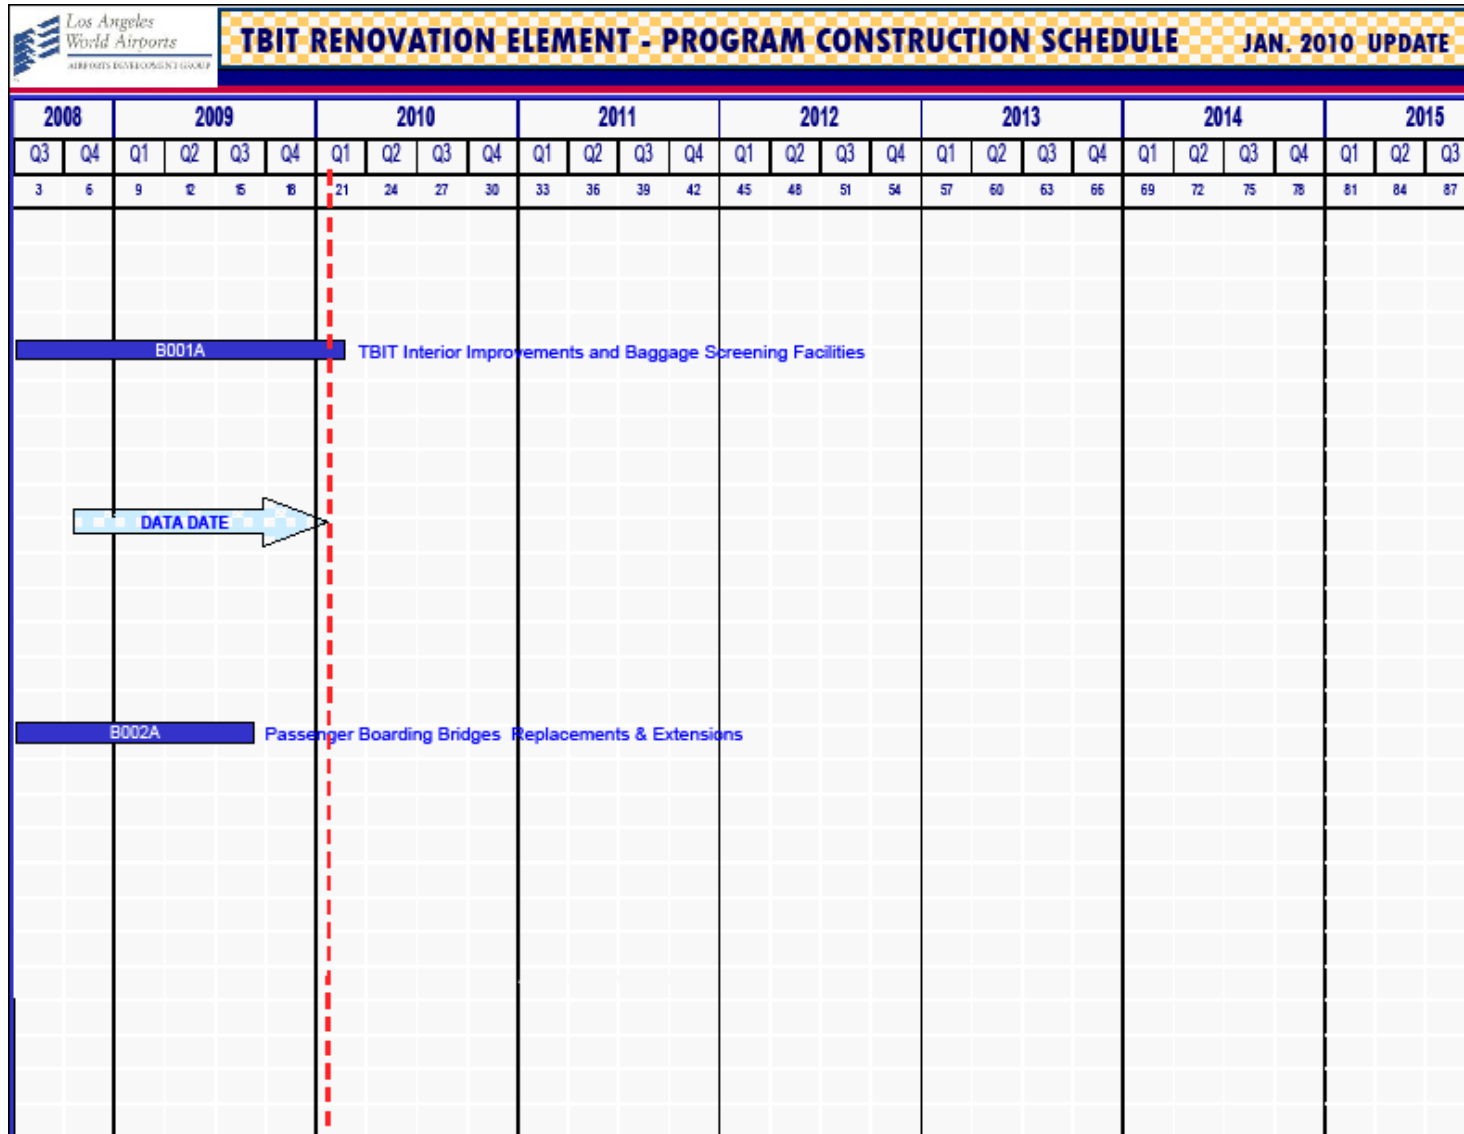 Los Angeles
World Airports
AIRPORTS DEVELOPMENT GROUP
TBIT RENOVATION ELEMENT - PROGRAM CONSTRUCTION SCHEDULE JAN. 2010 UPDATE
2008 2009 2010 2011 2012 2013 2014 2015
Q3 Q4 Q1 Q2 Q3 Q4 Q1 Q2 Q3 Q4 Q1 Q2 Q3 Q4 Q1 Q2 Q3 Q4 Q1 Q2 Q3 Q4 Q1 Q2 Q3 Q4 Q1 Q2 Q3
3 6 9 12 15 18 21 24 27 30 33 36 39 42 45 48 51 54 57 60 63 66 69 72 75 78 81 84 87
B001A TBIT Interior Improvements and Baggage Screening Facilities
DATA DATE
B002A Passenger Boarding Bridges Replacements & Extensions